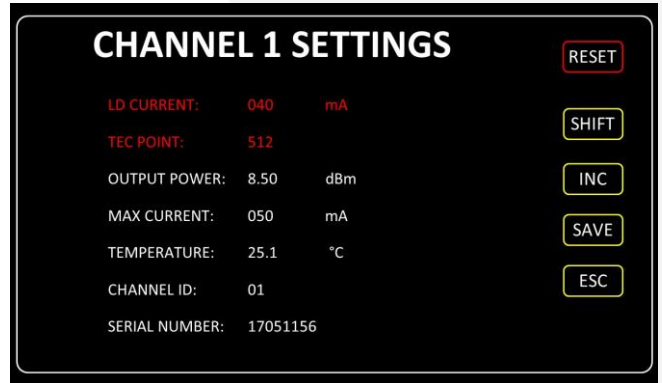 CHANNEL 1 SETTINGS
RESET
LD CURRENT: 040 mA
SHIFT
TEC POINT: 512
OUTPUT POWER: 8.50 dBm
INC
MAX CURRENT: 050 mA
SAVE
TEMPERATURE: 25.1 °C
ESC
CHANNEL ID: 01
SERIAL NUMBER: 17051156